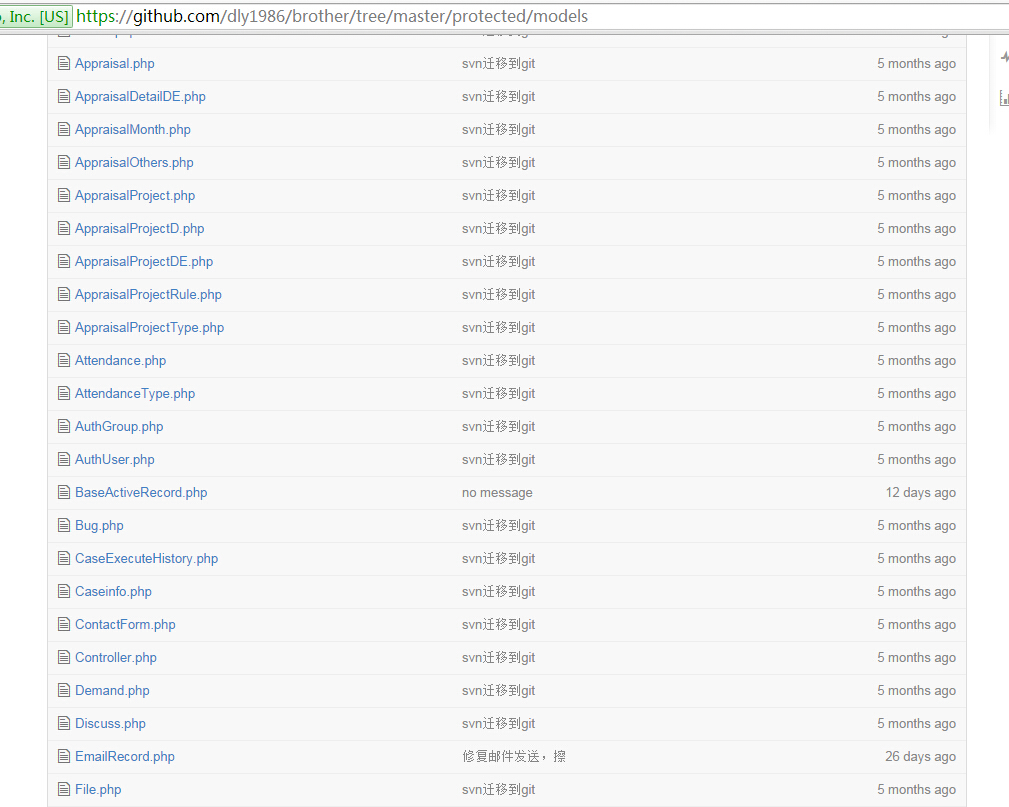 , Inc. [US] https://github.com/dly1986/brother/tree/master/protected/models
Appraisal.php svn迁移到git 5 months ago
AppraisalDetailDE.php svn迁移到git 5 months ago
AppraisalMonth.php svn迁移到git 5 months ago
AppraisalOthers.php svn迁移到git 5 months ago
AppraisalProject.php svn迁移到git 5 months ago
AppraisalProjectD.php svn迁移到git 5 months ago
AppraisalProjectDE.php svn迁移到git 5 months ago
AppraisalProjectRule.php svn迁移到git 5 months ago
AppraisalProjectType.php svn迁移到git 5 months ago
Attendance.php svn迁移到git 5 months ago
AttendanceType.php svn迁移到git 5 months ago
AuthGroup.php svn迁移到git 5 months ago
AuthUser.php svn迁移到git 5 months ago
BaseActiveRecord.php no message 12 days ago
Bug.php svn迁移到git 5 months ago
CaseExecuteHistory.php svn迁移到git 5 months ago
Caseinfo.php svn迁移到git 5 months ago
ContactForm.php svn迁移到git 5 months ago
Controller.php svn迁移到git 5 months ago
Demand.php svn迁移到git 5 months ago
Discuss.php svn迁移到git 5 months ago
EmailRecord.php 修复邮件发送，擦 26 days ago
File.php svn迁移到git 5 months ago